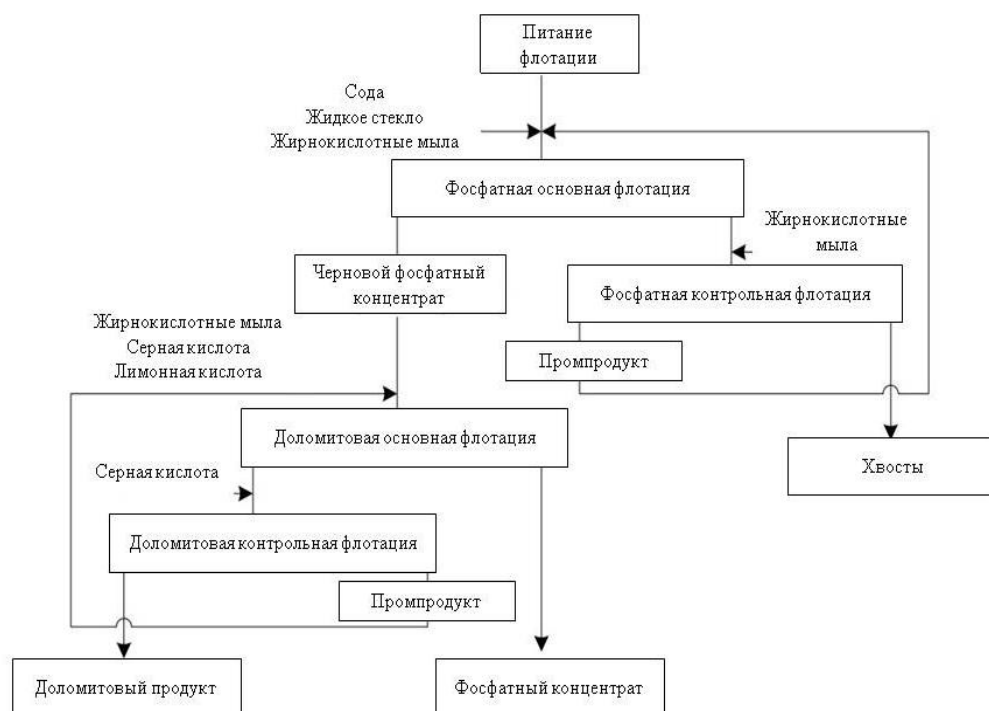 Питание
флотации
Сода
Жидкое стекло
Жирнокислотные мыла
Фосфатная основная флотация
Жирнокислотные
мыла
Черновой фосфатный
концентрат
Фосфатная контрольная флотация
Жирнокислотные мыла
Серная кислота
Лимонная кислота
Промпродукт
Доломитовая основная флотация
Хвосты
Серная кислота
Доломитовая контрольная флотация
Промпродукт
Доломитовый продукт
Фосфатный концентрат